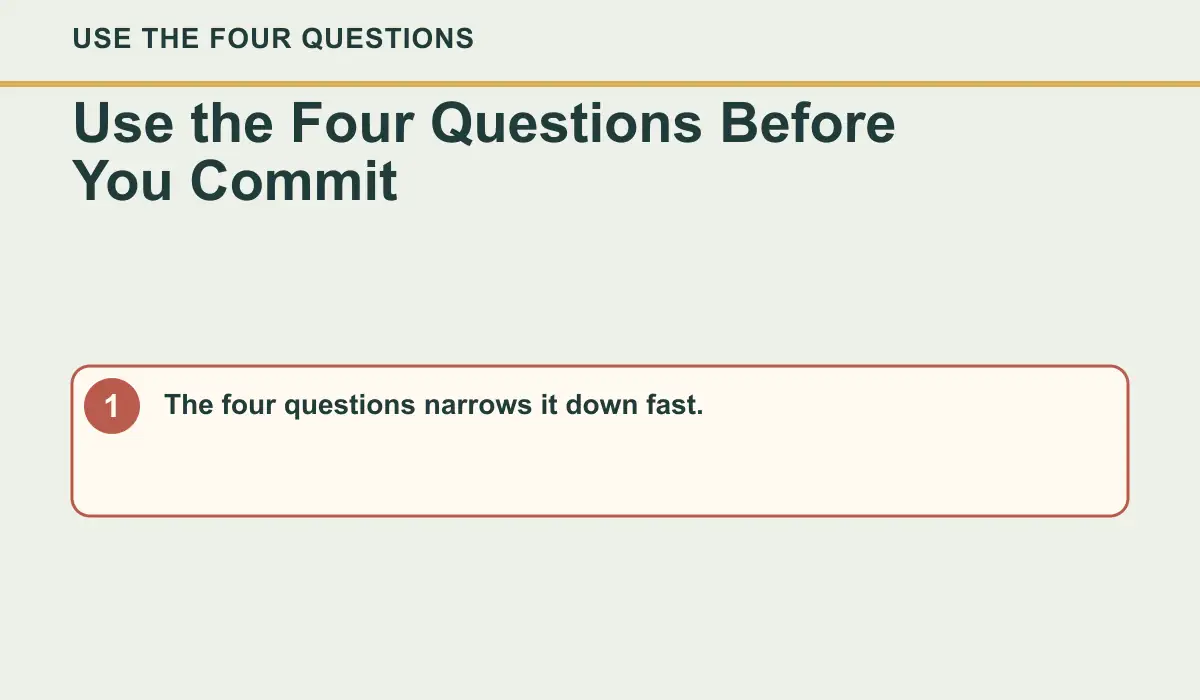 USE THE FOUR QUESTIONS
Use the Four Questions Before
You Commit
1
The four questions narrows it down fast.